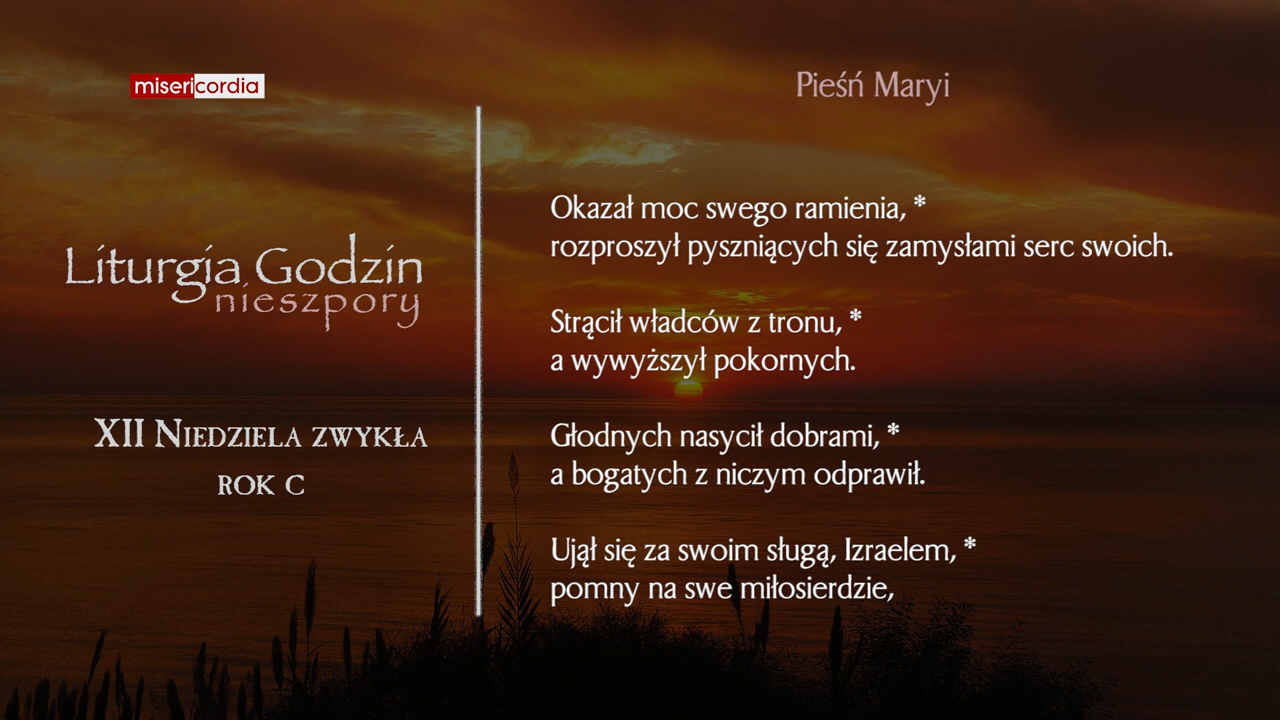 misericordia
Liturgia Godzin
nieszpory
XII Niedziela zwykła
rok C
Pieśń Maryi
Okazał moc swego ramienia, *
rozproszył pyszniących się zamysłami serc swoich.
Strącił władców z tronu, *
a wywyższył pokornych.
Głodnych nasycił dobrami, *
a bogatych z niczym odprawił.
Ujął się za swoim sługą, Izraelem, *
pomny na swe miłosierdzie,